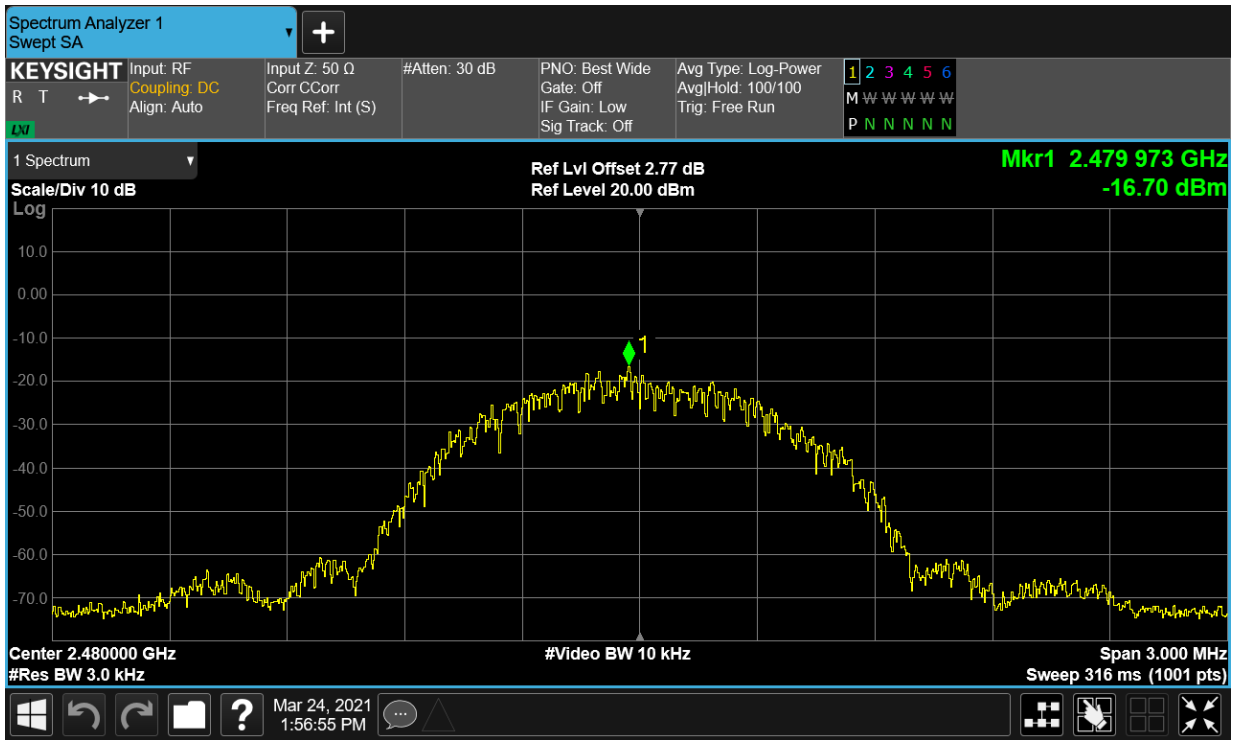 Spectrum Analyzer 1
Swept SA
KEYSIGHT
R T
LXI
Input: RF
Coupling: DC
Align: Auto
Input Z: 50 Ω
Corr CCorr
Freq Ref: Int (S)
#Atten: 30 dB
PNO: Best Wide
Gate: Off
IF Gain: Low
Sig Track: Off
Avg Type: Log-Power
Avg|Hold: 100/100
Trig: Free Run
1 2 3 4 5 6
M W W W W W
P N N N N N
1 Spectrum
Scale/Div 10 dB
Log
Ref Lvl Offset 2.77 dB
Ref Level 20.00 dBm
Mkr1 2.479 973 GHz
-16.70 dBm
10.0
0.00
-10.0
1
-20.0
-30.0
-40.0
-50.0
-60.0
-70.0
Center 2.480000 GHz
#Video BW 10 kHz
Span 3.000 MHz
#Res BW 3.0 kHz
Sweep 316 ms (1001 pts)
?
Mar 24, 2021
1:56:55 PM